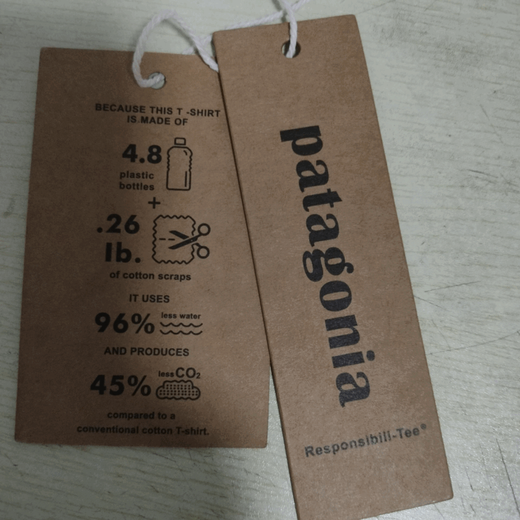 BECAUSE THIS T -SHIRT
IS MADE OF
4.8
plastic
bottles
+
.26
lb.
of cotton scraps
IT USES
96% less water
AND PRODUCES
45% less CO₂
compared to a
conventional cotton T-shirt.
patagonia
Responsibili-Tee®